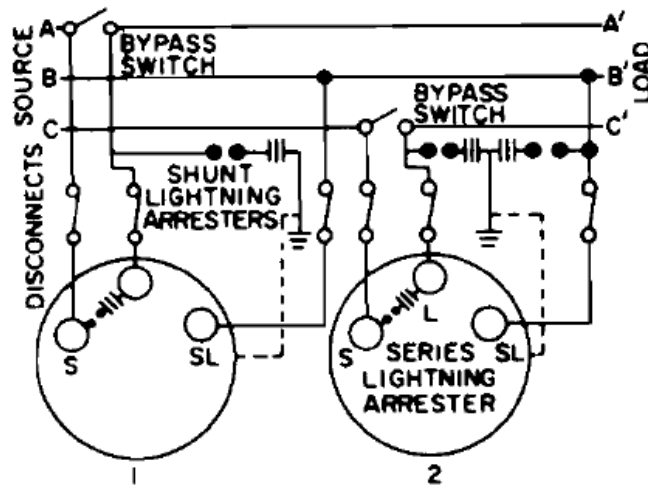 A
A'
BYPASS
SWITCH
SOURCE
B
B'
LOAD
BYPASS
SWITCH
C
C'
DISCONNECTS
SHUNT
LIGHTNING
ARRESTERS
S
SL
L
S
SERIES
SL
LIGHTNING
ARRESTER
1
2